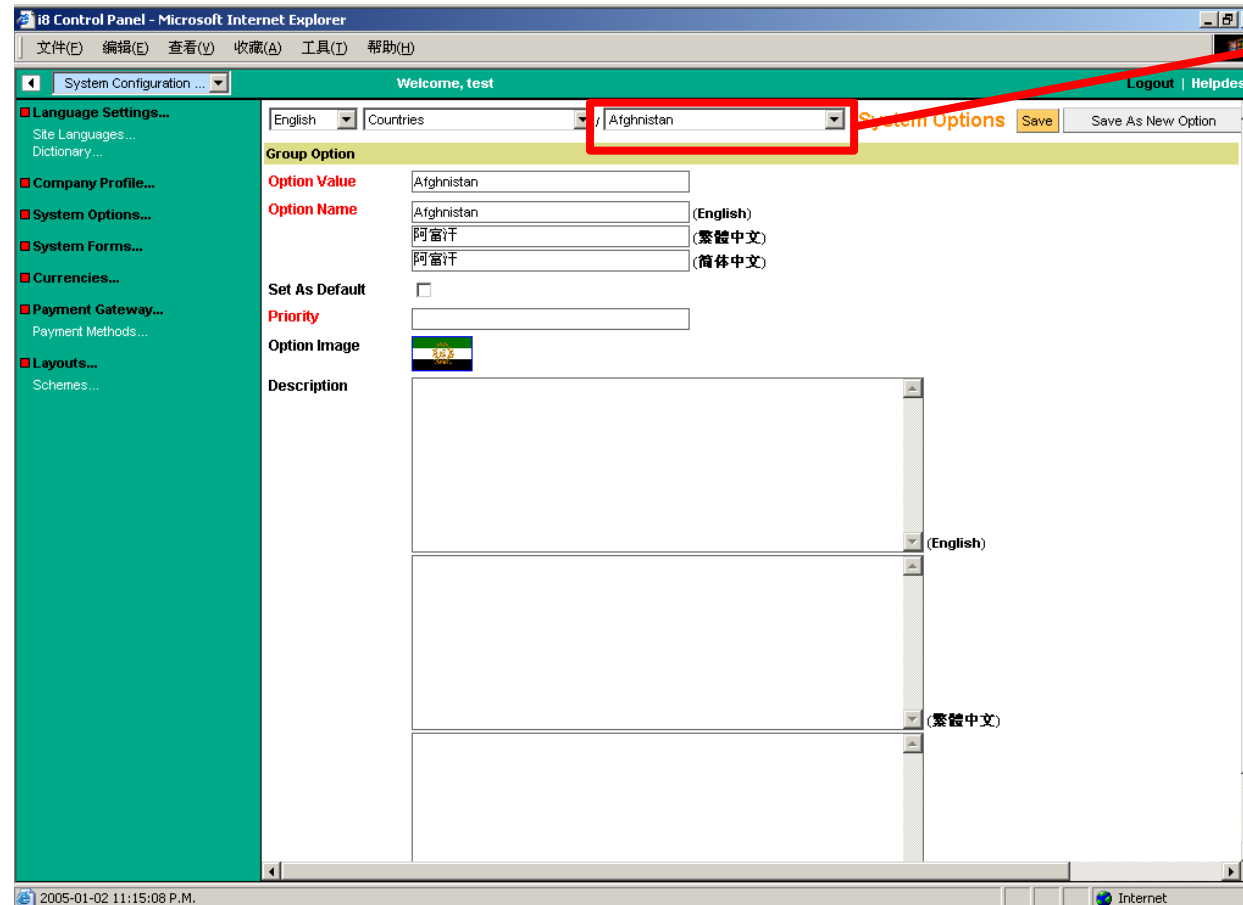 i8 Control Panel - Microsoft Internet Explorer
文件(F) 编辑(E) 查看(V) 收藏(A) 工具(T) 帮助(H)
System Configuration ... Welcome, test Logout | Helpdes
Language Settings...
Site Languages...
Dictionary...
Company Profile...
System Options...
System Forms...
Currencies...
Payment Gateway...
Payment Methods...
Layouts...
Schemes...
English Countries / Afghnistan System Options Save Save As New Option
Group Option
Option Value Afghnistan
Option Name Afghnistan (English)
阿富汗 (繁體中文)
阿富汗 (简体中文)
Set As Default
Priority
Option Image
Description
(English)
(繁體中文)
2005-01-02 11:15:08 P.M. Internet